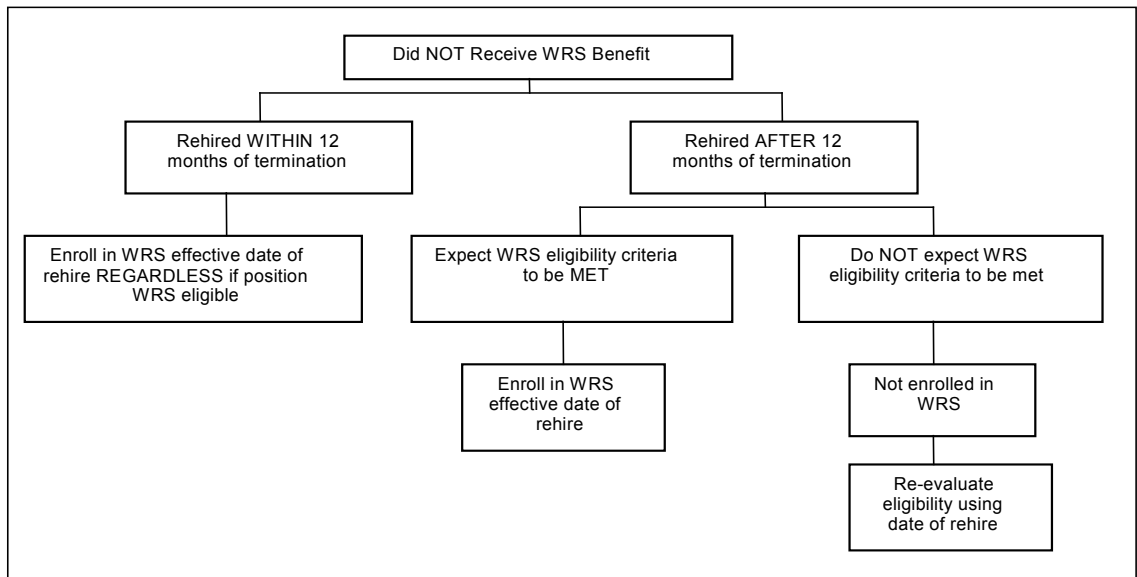 Did NOT Receive WRS Benefit
Rehired WITHIN 12
months of termination
Rehired AFTER 12
months of termination
Enroll in WRS effective date of
rehire REGARDLESS if position
WRS eligible
Expect WRS eligibility criteria
to be MET
Do NOT expect WRS
eligibility criteria to be met
Enroll in WRS
effective date of
rehire
Not enrolled in
WRS
Re-evaluate
eligibility using
date of rehire